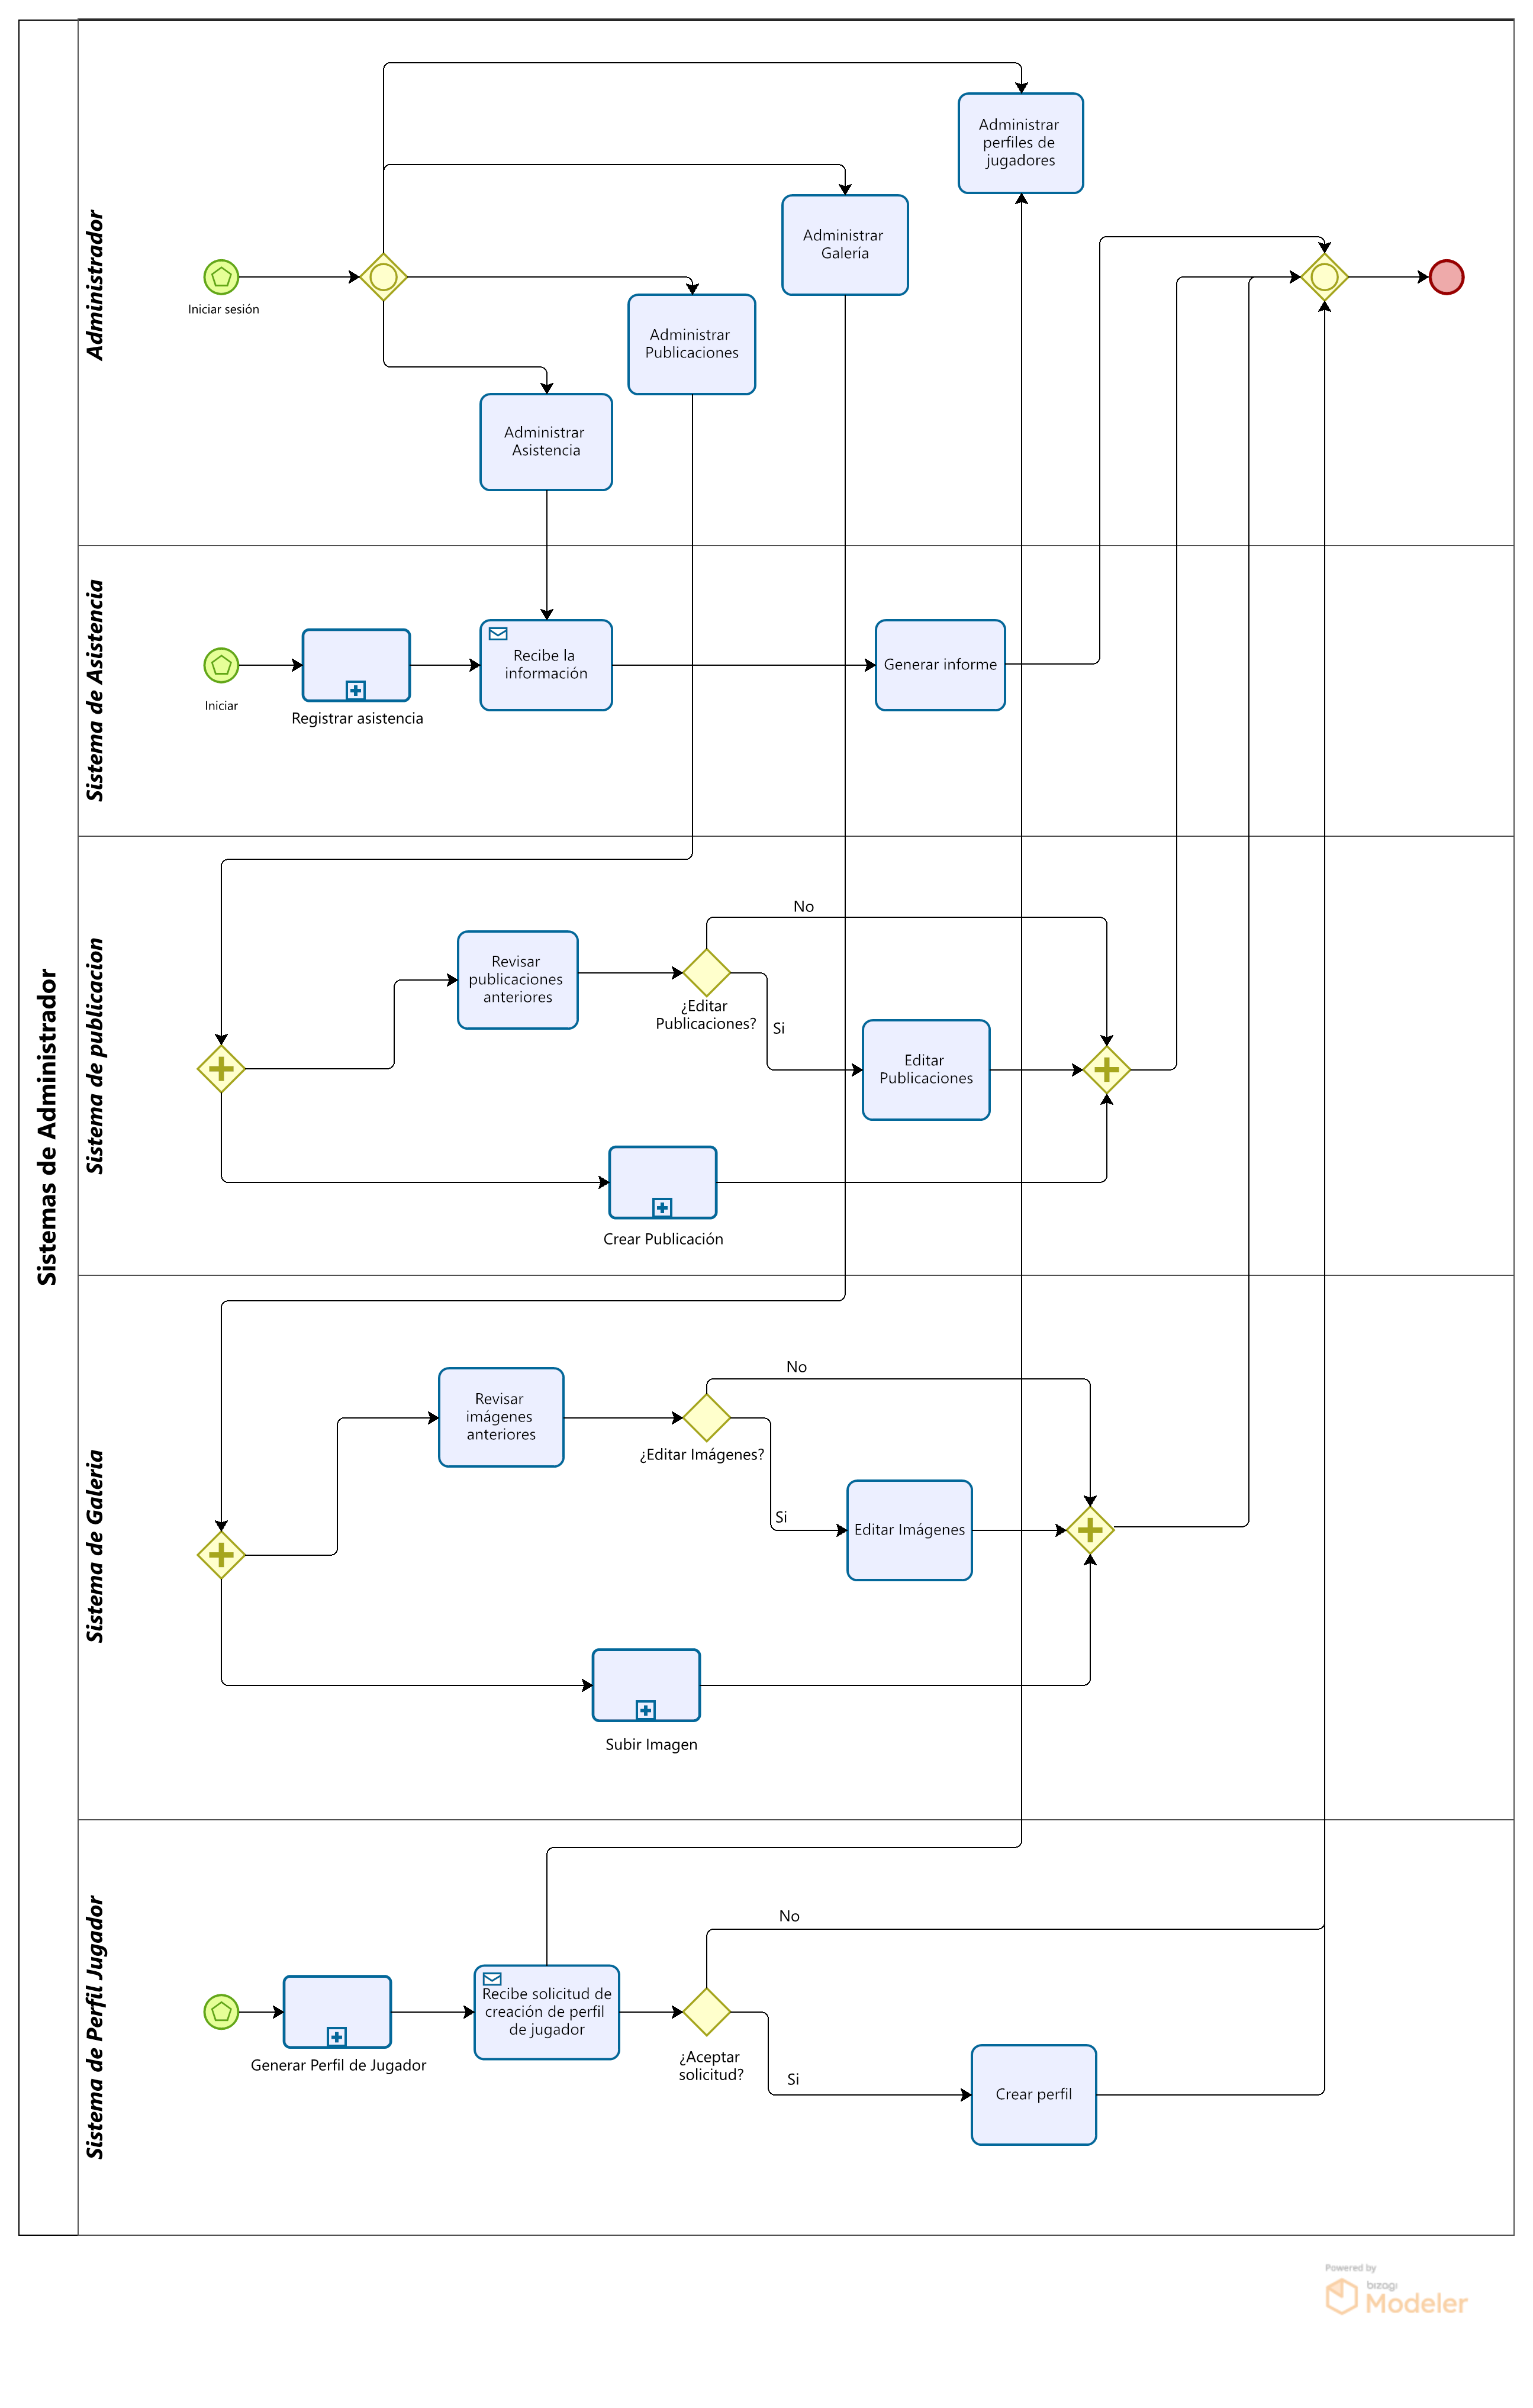 Sistemas de Administrador
Administrador
Administrar
perfiles de
jugadores
Administrar
Galería
Iniciar sesión
Administrar
Publicaciones
Administrar
Asistencia
Sistema de Asistencia
Iniciar
Registrar asistencia
Recibe la
información
Generar informe
Sistema de publicacion
No
Revisar
publicaciones
anteriores
¿Editar
Publicaciones?
Si
Editar
Publicaciones
Crear Publicación
Sistema de Galeria
No
Revisar
imágenes
anteriores
¿Editar Imágenes?
Si
Editar Imágenes
Subir Imagen
Sistema de Perfil Jugador
No
Generar Perfil de Jugador
Recibe solicitud de
creación de perfil
de jugador
¿Aceptar
solicitud?
Si
Crear perfil
Powered by
bizagi
Modeler